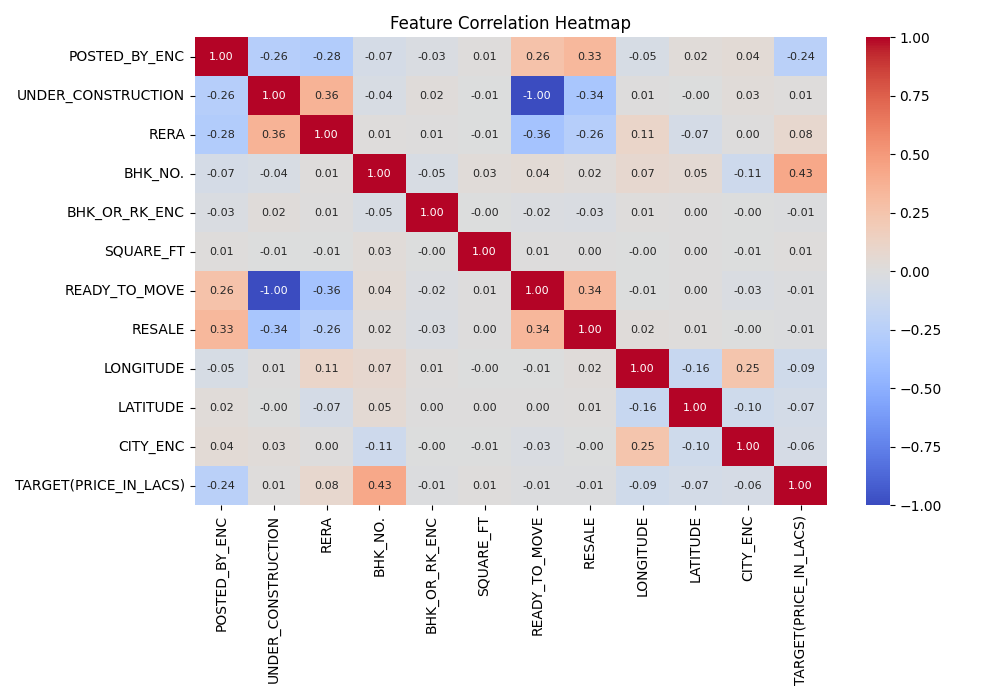 Feature Correlation Heatmap
POSTED_BY_ENC 1.00 -0.26 -0.28 -0.07 -0.03 0.01 0.26 0.33 -0.05 0.02 0.04 -0.24
UNDER_CONSTRUCTION -0.26 1.00 0.36 -0.04 0.02 -0.01 -1.00 -0.34 0.01 -0.00 0.03 0.01
RERA -0.28 0.36 1.00 0.01 0.01 -0.01 -0.36 -0.26 0.11 -0.07 0.00 0.08
BHK_NO. -0.07 -0.04 0.01 1.00 -0.05 0.03 0.04 0.02 0.07 0.05 -0.11 0.43
BHK_OR_RK_ENC -0.03 0.02 0.01 -0.05 1.00 -0.00 -0.02 -0.03 0.01 0.00 -0.00 -0.01
SQUARE_FT 0.01 -0.01 -0.01 0.03 -0.00 1.00 0.01 0.00 -0.00 0.00 -0.01 0.01
READY_TO_MOVE 0.26 -1.00 -0.36 0.04 -0.02 0.01 1.00 0.34 -0.01 0.00 -0.03 -0.01
RESALE 0.33 -0.34 -0.26 0.02 -0.03 0.00 0.34 1.00 0.02 0.01 -0.00 -0.01
LONGITUDE -0.05 0.01 0.11 0.07 0.01 -0.00 -0.01 0.02 1.00 -0.16 0.25 -0.09
LATITUDE 0.02 -0.00 -0.07 0.05 0.00 0.00 0.00 0.01 -0.16 1.00 -0.10 -0.07
CITY_ENC 0.04 0.03 0.00 -0.11 -0.00 -0.01 -0.03 -0.00 0.25 -0.10 1.00 -0.06
TARGET(PRICE_IN_LACS) -0.24 0.01 0.08 0.43 -0.01 0.01 -0.01 -0.01 -0.09 -0.07 -0.06 1.00
POSTED_BY_ENC
UNDER_CONSTRUCTION
RERA
BHK_NO.
BHK_OR_RK_ENC
SQUARE_FT
READY_TO_MOVE
RESALE
LONGITUDE
LATITUDE
CITY_ENC
TARGET(PRICE_IN_LACS)
1.00
0.75
0.50
0.25
0.00
−0.25
−0.50
−0.75
−1.00